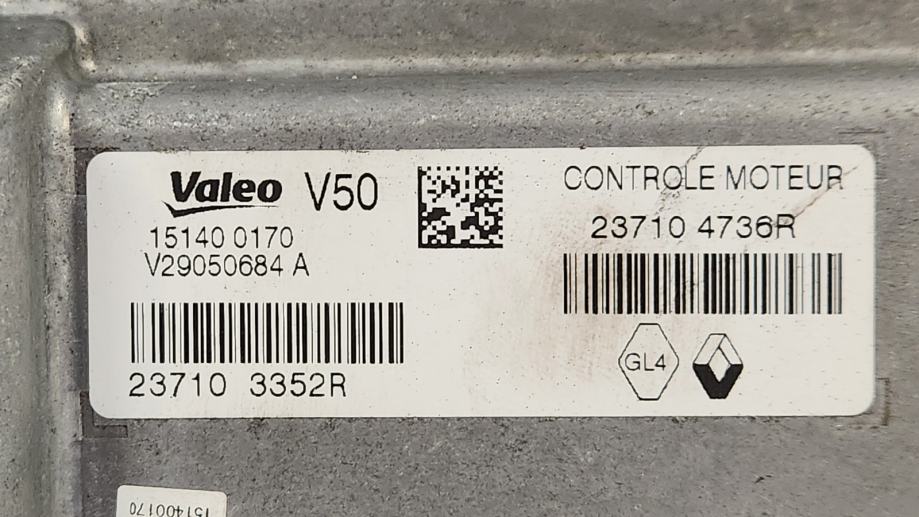 Valeo V50
15140 0170
V29050684 A
23710 3352R
CONTROLE MOTEUR
23710 4736R
GL4
151400170